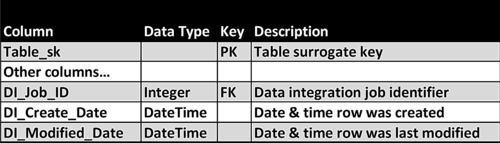 Column Data Type Key Description
Table_sk PK Table surrogate key
Other columns...
DI_Job_ID Integer FK Data integration job identifier
DI_Create_Date DateTime Date & time row was created
DI_Modified_Date DateTime Date & time row was last modified